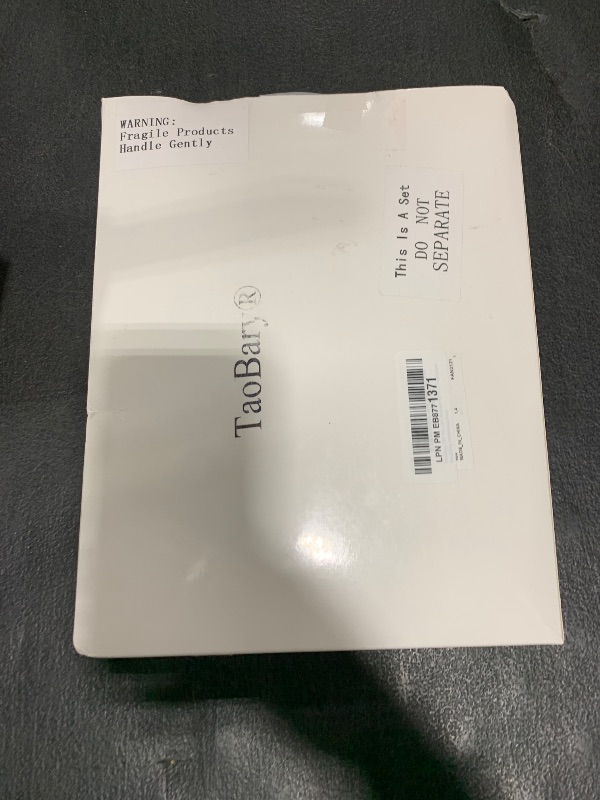 WARNING:
Fragile Products
Handle Gently
This Is A Set
DO NOT
SEPARATE
TaoBary®
LPN PM EB8771371